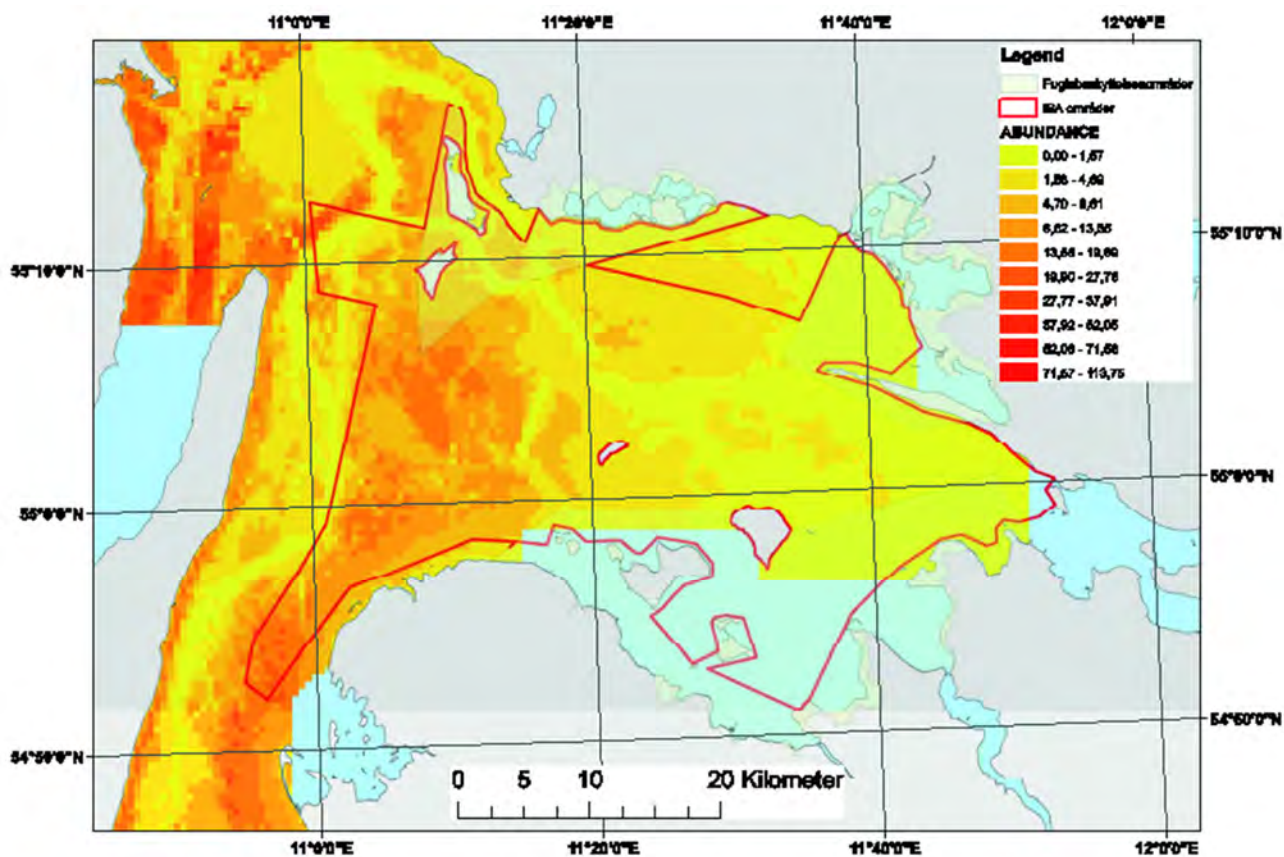 11°0'0"E 11°20'0"E 11°40'0"E 12°0'0"E
Legend
Fuglebeskyttelsesområder
IBA områder
ABUNDANCE
0,00 - 1,57
1,58 - 4,69
4,70 - 8,61
8,62 - 13,55
13,56 - 19,89
19,90 - 27,76
27,77 - 37,91
37,92 - 52,05
52,06 - 71,56
71,57 - 113,75
55°10'0"N
55°10'0"N
55°0'0"N
55°0'0"N
54°50'0"N
54°50'0"N
0 5 10 20 Kilometer
11°0'0"E 11°20'0"E 11°40'0"E 12°0'0"E